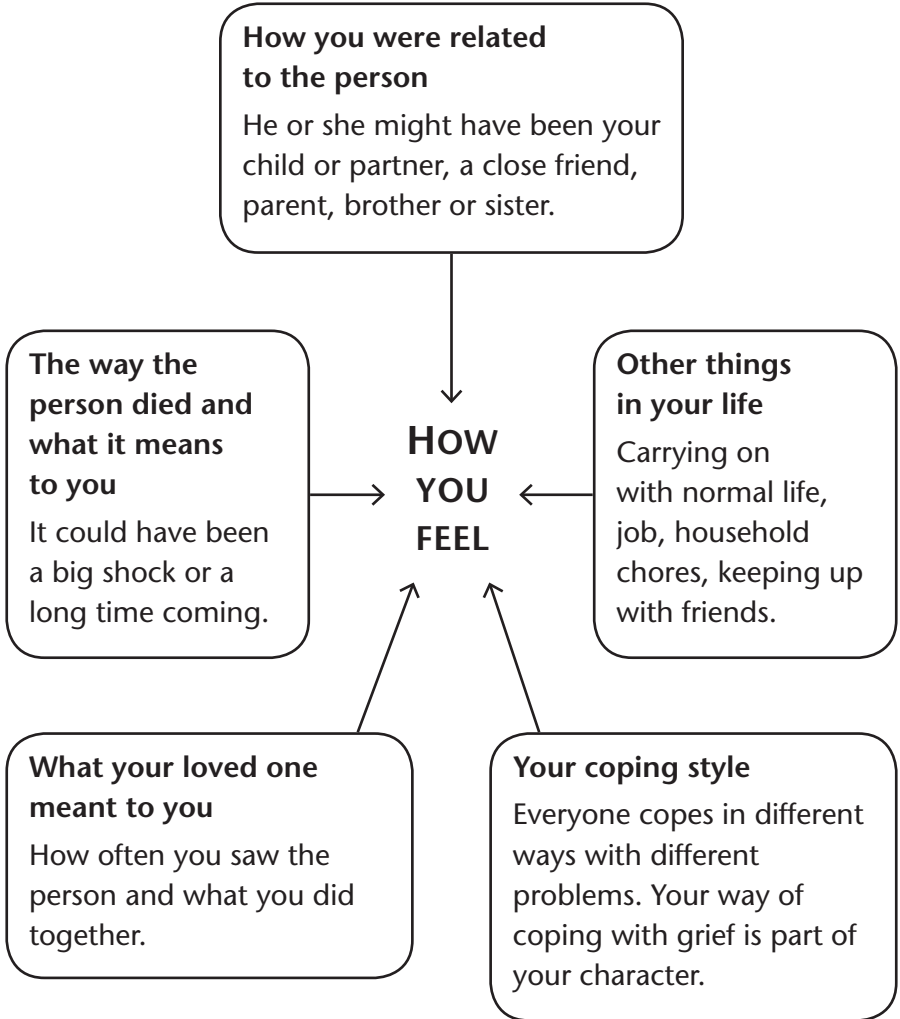 How you were related
to the person
He or she might have been your
child or partner, a close friend,
parent, brother or sister.
The way the
person died and
what it means
to you
It could have been
a big shock or a
long time coming.
HOW
YOU
FEEL
Other things
in your life
Carrying on
with normal life,
job, household
chores, keeping up
with friends.
What your loved one
meant to you
How often you saw the
person and what you did
together.
Your coping style
Everyone copes in different
ways with different
problems. Your way of
coping with grief is part of
your character.